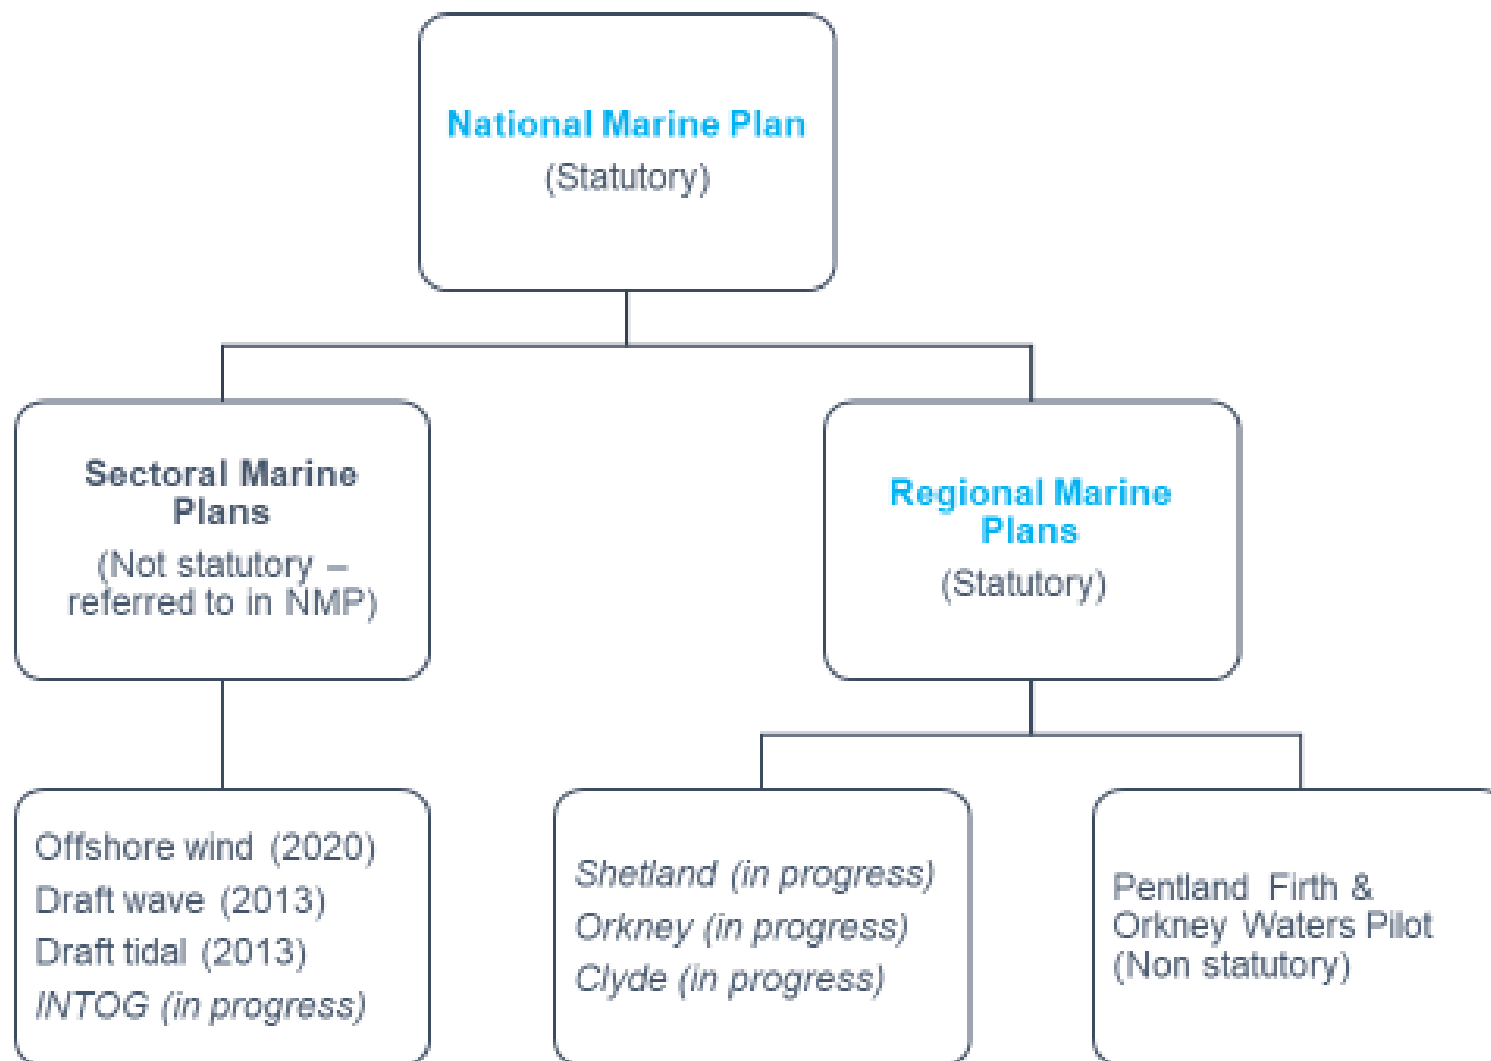 National Marine Plan
(Statutory)
Sectoral Marine
Plans
(Not statutory –
referred to in NMP)
Regional Marine
Plans
(Statutory)
Offshore wind (2020)
Draft wave (2013)
Draft tidal (2013)
INTOG (in progress)
Shetland (in progress)
Orkney (in progress)
Clyde (in progress)
Pentland Firth &
Orkney Waters Pilot
(Non statutory)